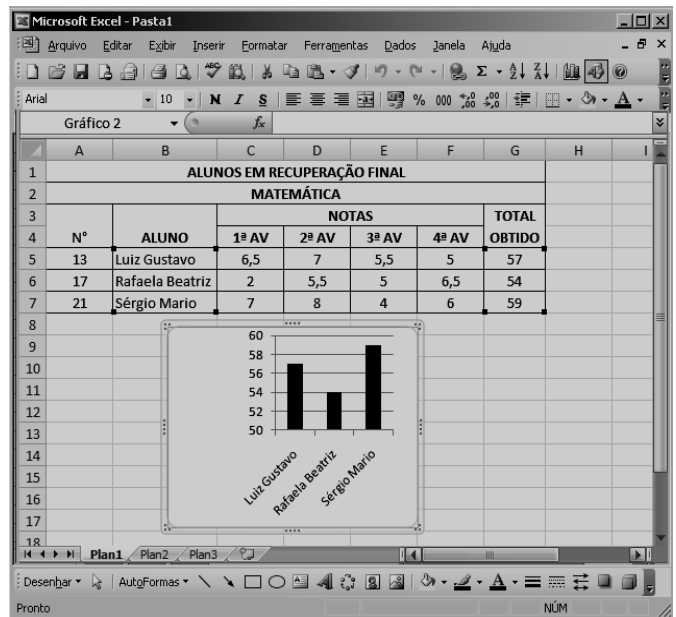 Microsoft Excel - Pasta1
Arquivo Editar Exibir Inserir Formatar Ferramentas Dados Janela Ajuda
Arial 10 N I S % 000
Gráfico 2 fx
A B C D E F G H I
1 ALUNOS EM RECUPERAÇÃO FINAL
2 MATEMÁTICA
3 NOTAS TOTAL
4 N° ALUNO 1ª AV 2ª AV 3ª AV 4ª AV OBTIDO
5 13 Luiz Gustavo 6,5 7 5,5 5 57
6 17 Rafaela Beatriz 2 5,5 5 6,5 54
7 21 Sérgio Mario 7 8 4 6 59
8
9
10
11
12
13
14
15
16
17
18
60
58
56
54
52
50
Luiz Gustavo
Rafaela Beatriz
Sérgio Mario
Plan1 Plan2 Plan3
Desenhar AutoFormas
Pronto NÚM